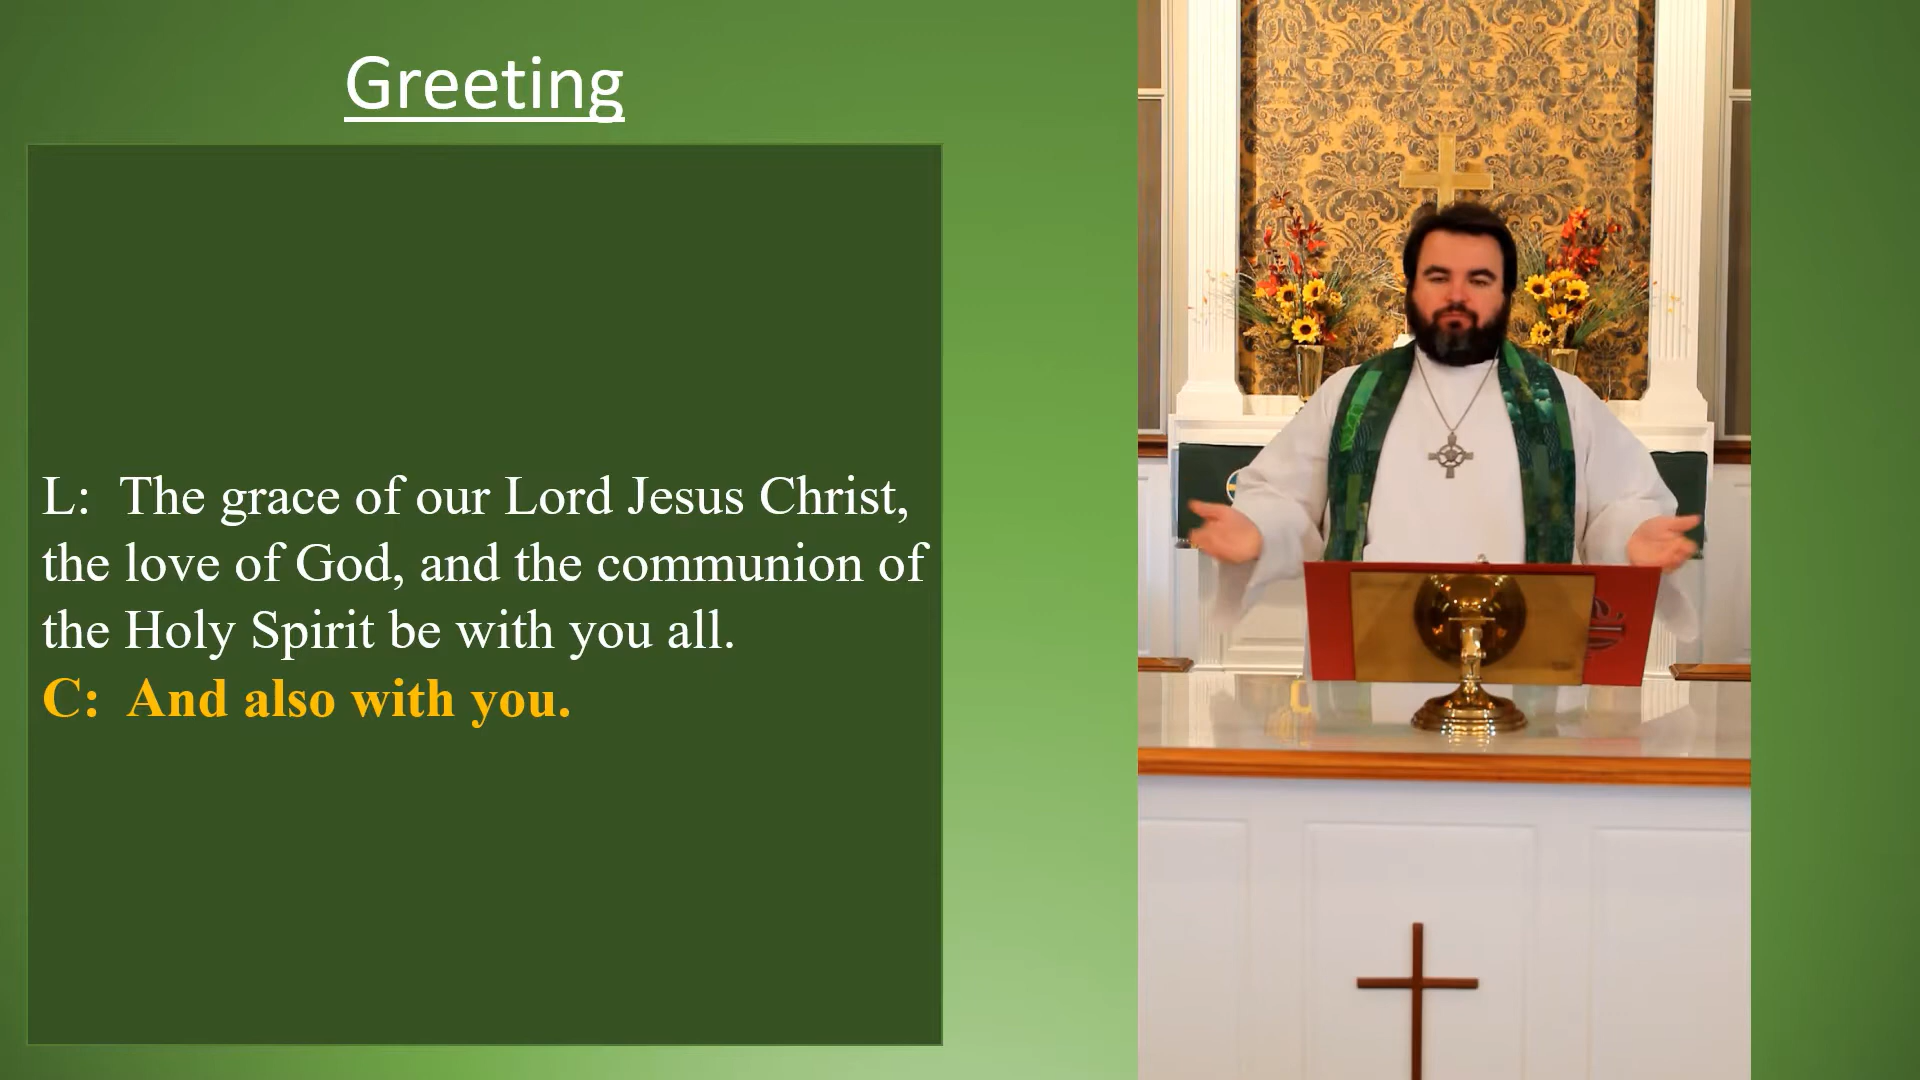 Greeting
L:  The grace of our Lord Jesus Christ,
the love of God, and the communion of
the Holy Spirit be with you all.
C:  And also with you.